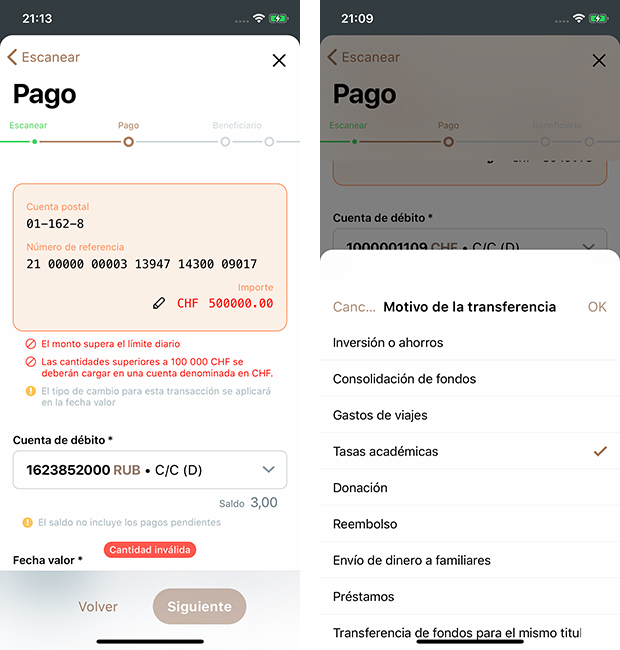 21:13
Escanear
Pago
Escanear
Pago
Beneficiario
Cuenta postal
01-162-8
Número de referencia
21 00000 00003 13947 14300 09017
Importe
CHF 500000.00
El monto supera el límite diario
Las cantidades superiores a 100 000 CHF se
deberán cargar en una cuenta denominada en CHF.
El tipo de cambio para esta transacción se aplicará
en la fecha valor
Cuenta de débito *
1623852000 RUB • C/C (D)
Saldo 3,00
El saldo no incluye los pagos pendientes
Cantidad inválida
Fecha valor *
Volver
Siguiente
21:09
Escanear
Pago
Escanear
Pago
Beneficiario
Cuenta de débito *
1000001109 CHF • C/C (D)
Canc...
Motivo de la transferencia
OK
Inversión o ahorros
Consolidación de fondos
Gastos de viajes
Tasas académicas
Donación
Reembolso
Envío de dinero a familiares
Préstamos
Transferencia de fondos para el mismo titul